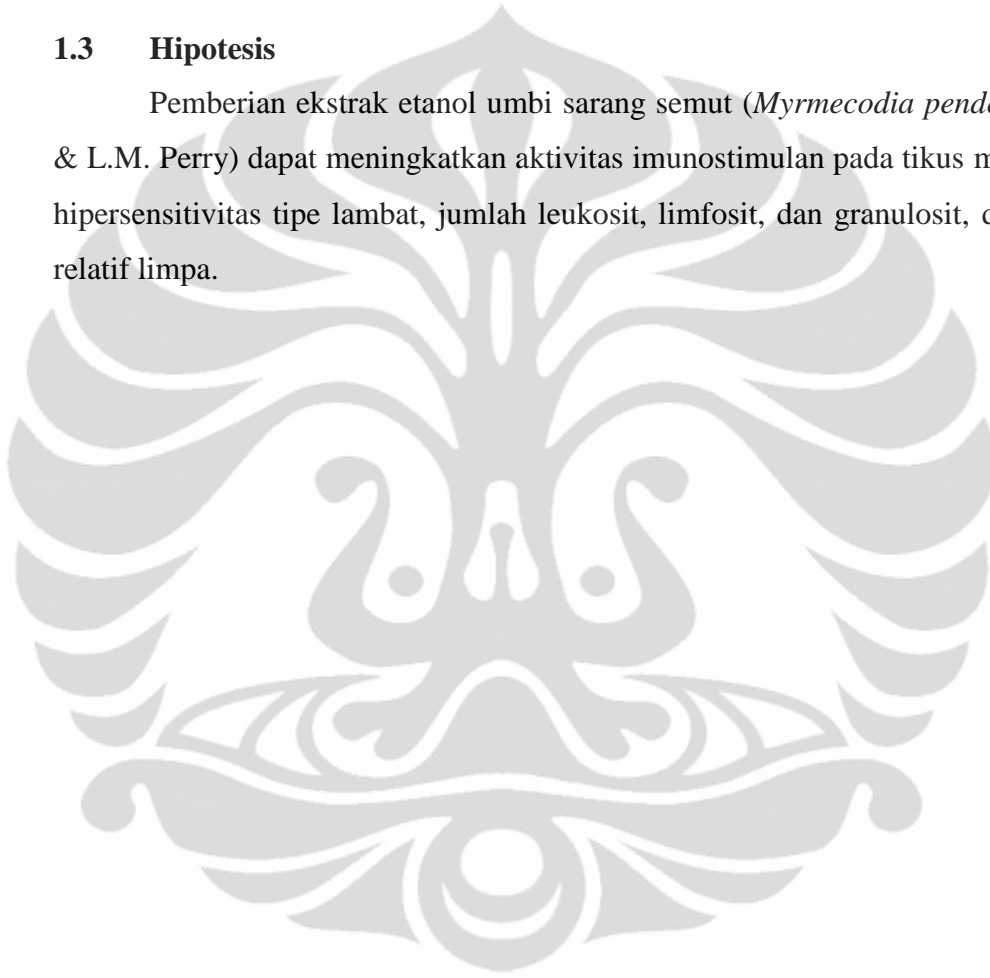 1.3 Hipotesis
Pemberian ekstrak etanol umbi sarang semut (Myrmecodia
& L.M. Perry) dapat meningkatkan aktivitas imunostimulan pada tikus
hipersensitivitas tipe lambat, jumlah leukosit, limfosit, dan granulosit,
relatif limpa.